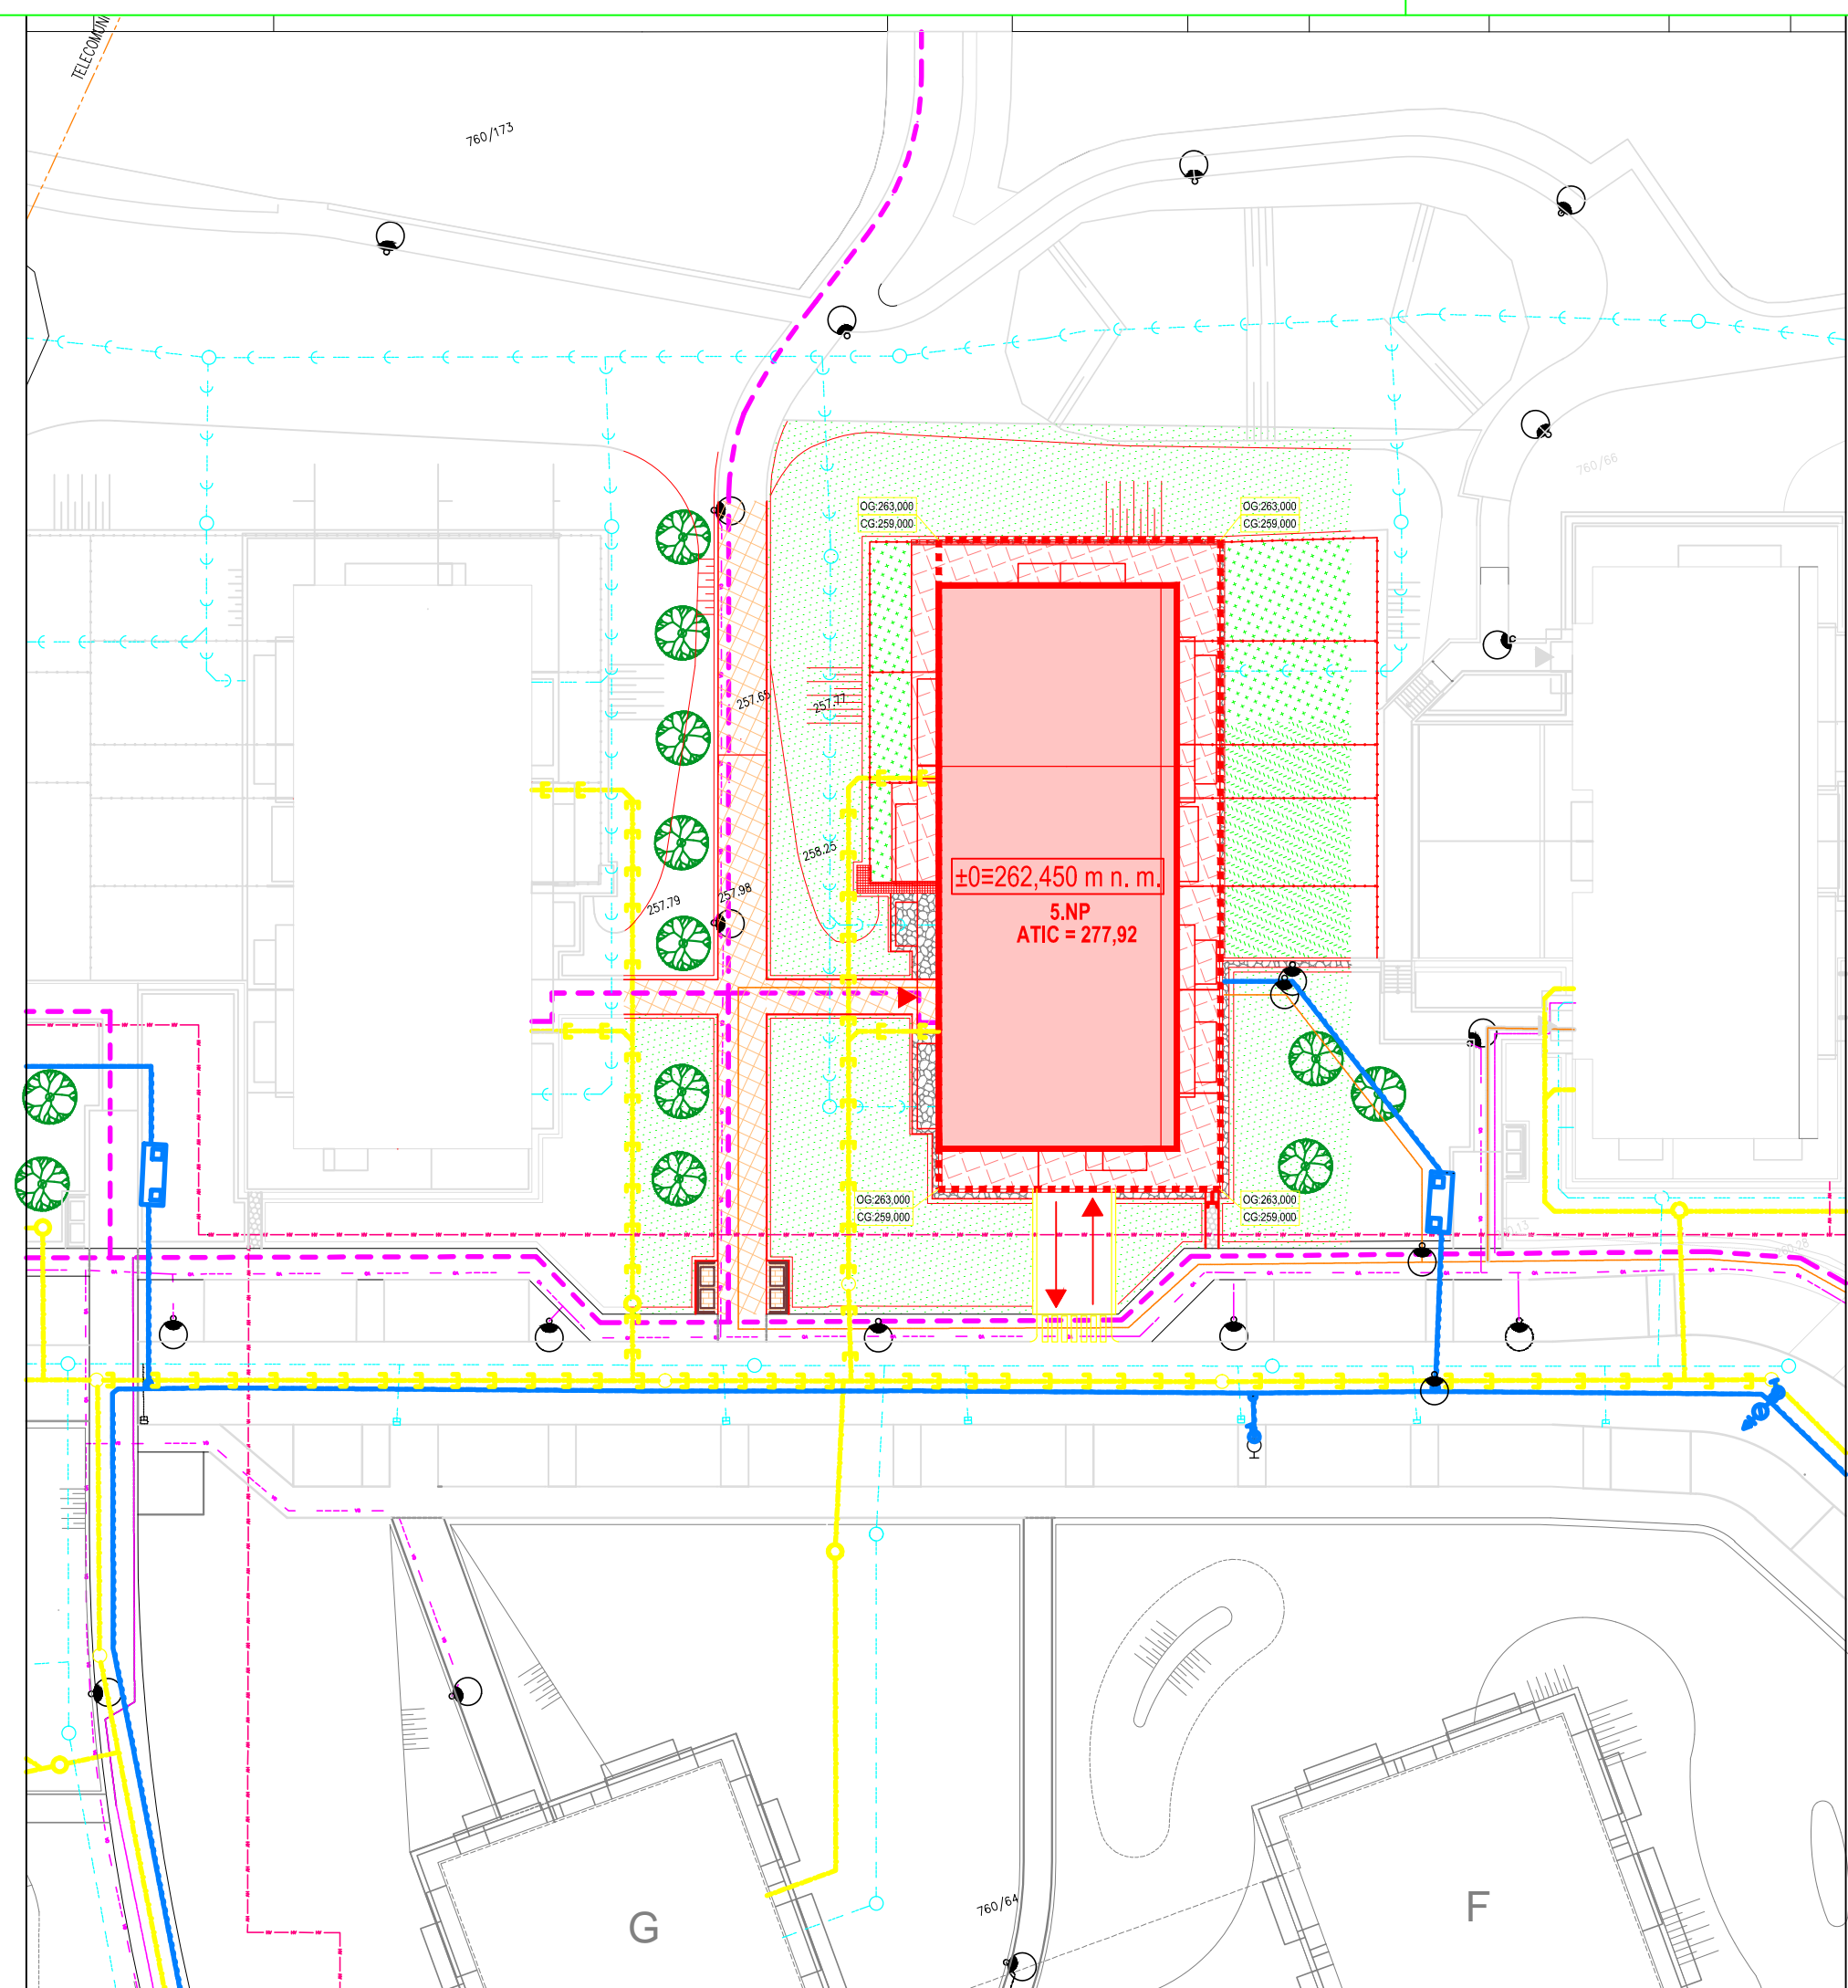 TELECOMUNI
760/173
760/66
OG:263,000
CG:259,000
OG:263,000
CG:259,000
257.65
257.77
258.25
257.79
257.98
±0=262,450 m n. m.
5.NP
ATIC = 277,92
OG:263,000
CG:259,000
OG:263,000
CG:259,000
760/64
G
F